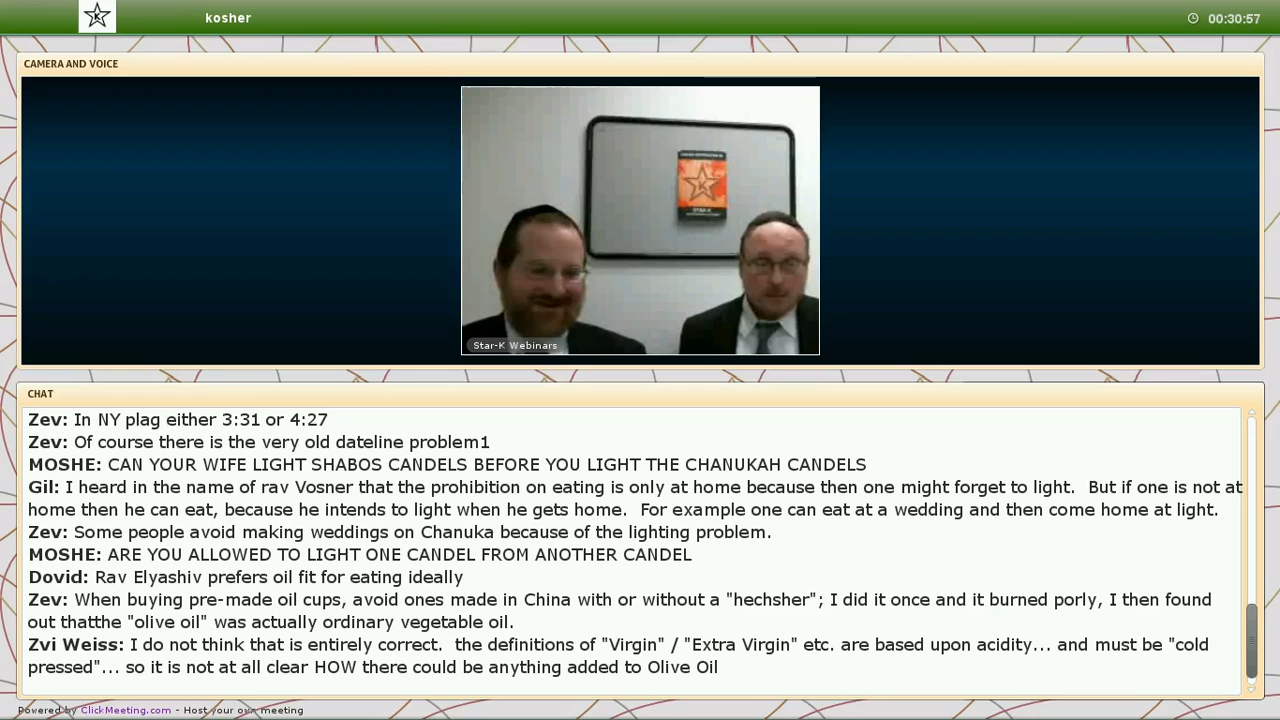 K
kosher
00:30:57
CAMERA AND VOICE
K
STAR-K
Star-K Webinars
CHAT
Zev: In NY plag either 3:31 or 4:27
Zev: Of course there is the very old dateline problem1
MOSHE: CAN YOUR WIFE LIGHT SHABOS CANDELS BEFORE YOU LIGHT THE CHANUKAH CANDELS
Gil: I heard in the name of rav Vosner that the prohibition on eating is only at home because then one might forget to light.  But if one is not at
home then he can eat, because he intends to light when he gets home.  For example one can eat at a wedding and then come home at light.
Zev: Some people avoid making weddings on Chanuka because of the lighting problem.
MOSHE: ARE YOU ALLOWED TO LIGHT ONE CANDEL FROM ANOTHER CANDEL
Dovid: Rav Elyashiv prefers oil fit for eating ideally
Zev: When buying pre-made oil cups, avoid ones made in China with or without a "hechsher"; I did it once and it burned porly, I then found
out thatthe "olive oil" was actually ordinary vegetable oil.
Zvi Weiss: I do not think that is entirely correct.  the definitions of "Virgin" / "Extra Virgin" etc. are based upon acidity... and must be "cold
pressed"... so it is not at all clear HOW there could be anything added to Olive Oil
Powered by ClickMeeting.com - Host your own meeting